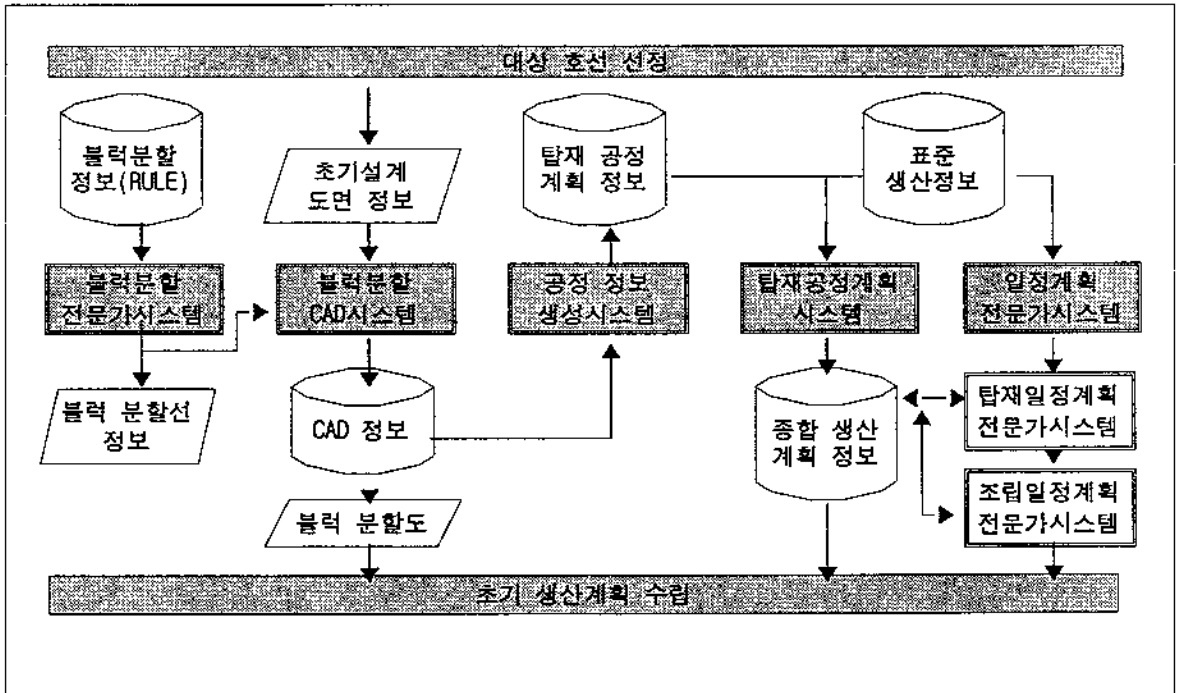 대상 호선 선정
블럭분할
정보(RULE)
초기설계
도면 정보
탑재 공정
계획 정보
표준
생산정보
블럭분할
전문가시스템
블럭분할
CAD시스템
공정 정보
생성시스템
탑재공정계획
시스템
일정계획
전문가시스템
블럭 분할선
정보
CAD 정보
종합 생산
계획 정보
탑재일정계획
전문가시스템
조립일정계획
전문가시스템
블럭 분할도
초기 생산계획 수립